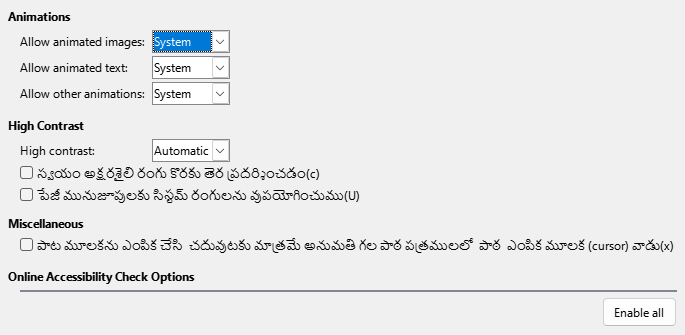 Animations
Allow animated images: System
Allow animated text: System
Allow other animations: System
High Contrast
High contrast: Automatic
స్వయం అక్షరశైలి రంగు కొరకు తెర ప్రదర్శించడం(c)
పేజీ మునుజూపులకు సిస్టమ్ రంగులను వుపయోగించుము(U)
Miscellaneous
పాట మూలకను ఎంపిక చేసి చదువుటకు మాత్రమే అనుమతి గల పాఠ పత్రములలో పాఠ ఎంపిక మూలక (cursor) వాడు(x)
Online Accessibility Check Options
Enable all